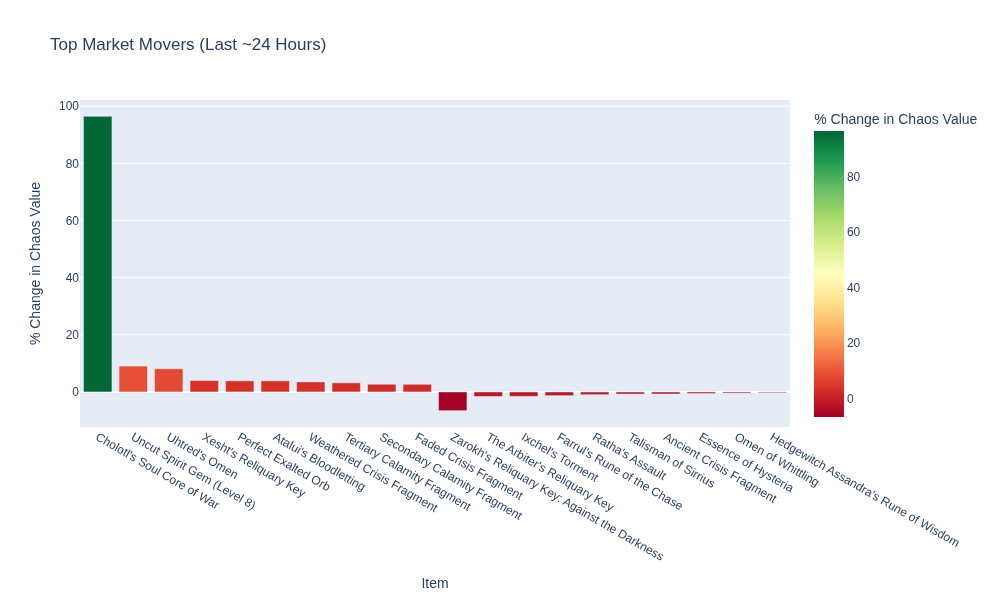 Top Market Movers (Last ~24 Hours)
% Change in Chaos Value
100
80
60
40
20
0
% Change in Chaos Value
80
60
40
20
0
Cholotl's Soul Core of War
Uncut Spirit Gem (Level 8)
Uhtred's Omen
Xesht's Reliquary Key
Perfect Exalted Orb
Atalui's Bloodletting
Weathered Crisis Fragment
Tertiary Calamity Fragment
Secondary Calamity Fragment
Faded Crisis Fragment
Zarokh's Reliquary Key: Against the Darkness
The Arbiter's Reliquary Key
Ixchel's Torment
Farrul's Rune of the Chase
Ratha's Assault
Talisman of Sirrius
Ancient Crisis Fragment
Essence of Hysteria
Omen of Whittling
Hedgewitch Assandra's Rune of Wisdom
Item